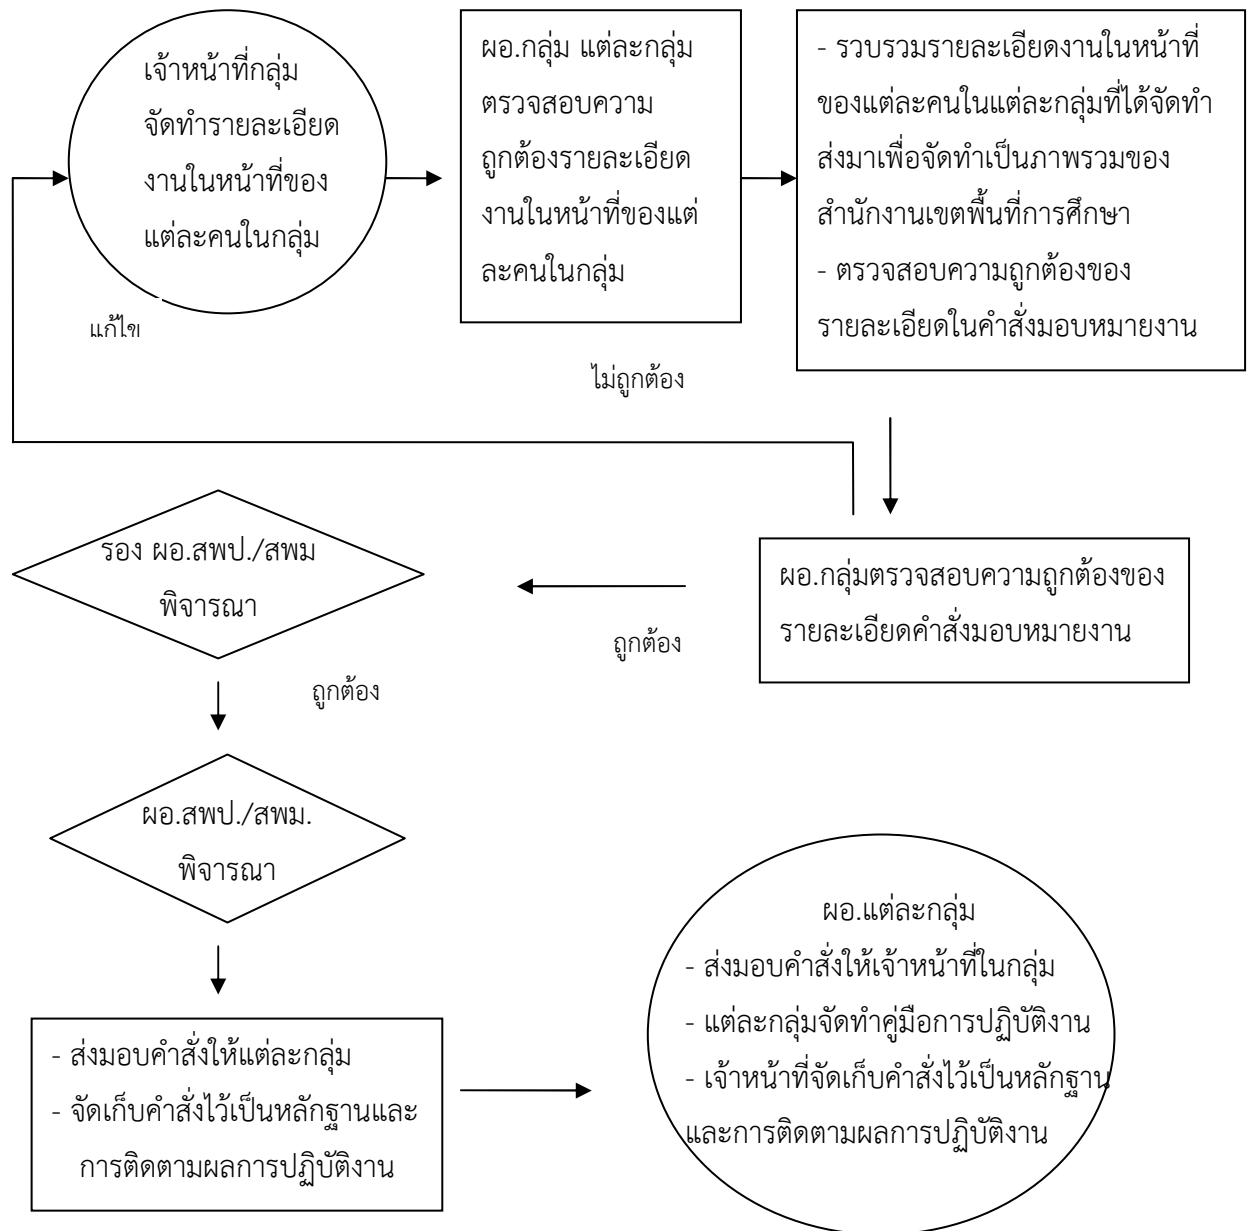 เจ้าหน้าที่กลุ่ม
จัดทำรายละเอียด
งานในหน้าที่ของ
แต่ละคนในกลุ่ม
ผอ.กลุ่ม แต่ละกลุ่ม
ตรวจสอบความ
ถูกต้องรายละเอียด
งานในหน้าที่ของแต่
ละคนในกลุ่ม
- รวบรวมรายละเอียดงานในหน้าที่
ของแต่ละคนในแต่ละกลุ่มที่ได้จัดทำ
ส่งมาเพื่อจัดทำเป็นภาพรวมของ
สำนักงานเขตพื้นที่การศึกษา
- ตรวจสอบความถูกต้องของ
รายละเอียดในคำสั่งมอบหมายงาน
แก้ไข
ไม่ถูกต้อง
รอง ผอ.สพป./สพม
พิจารณา
ถูกต้อง
ผอ.กลุ่มตรวจสอบความถูกต้องของ
รายละเอียดคำสั่งมอบหมายงาน
ถูกต้อง
ผอ.สพป./สพม.
พิจารณา
- ส่งมอบคำสั่งให้แต่ละกลุ่ม
- จัดเก็บคำสั่งไว้เป็นหลักฐานและ
การติดตามผลการปฏิบัติงาน
ผอ.แต่ละกลุ่ม
- ส่งมอบคำสั่งให้เจ้าหน้าที่ในกลุ่ม
- แต่ละกลุ่มจัดทำคู่มือการปฏิบัติงาน
- เจ้าหน้าที่จัดเก็บคำสั่งไว้เป็นหลักฐาน
และการติดตามผลการปฏิบัติงาน